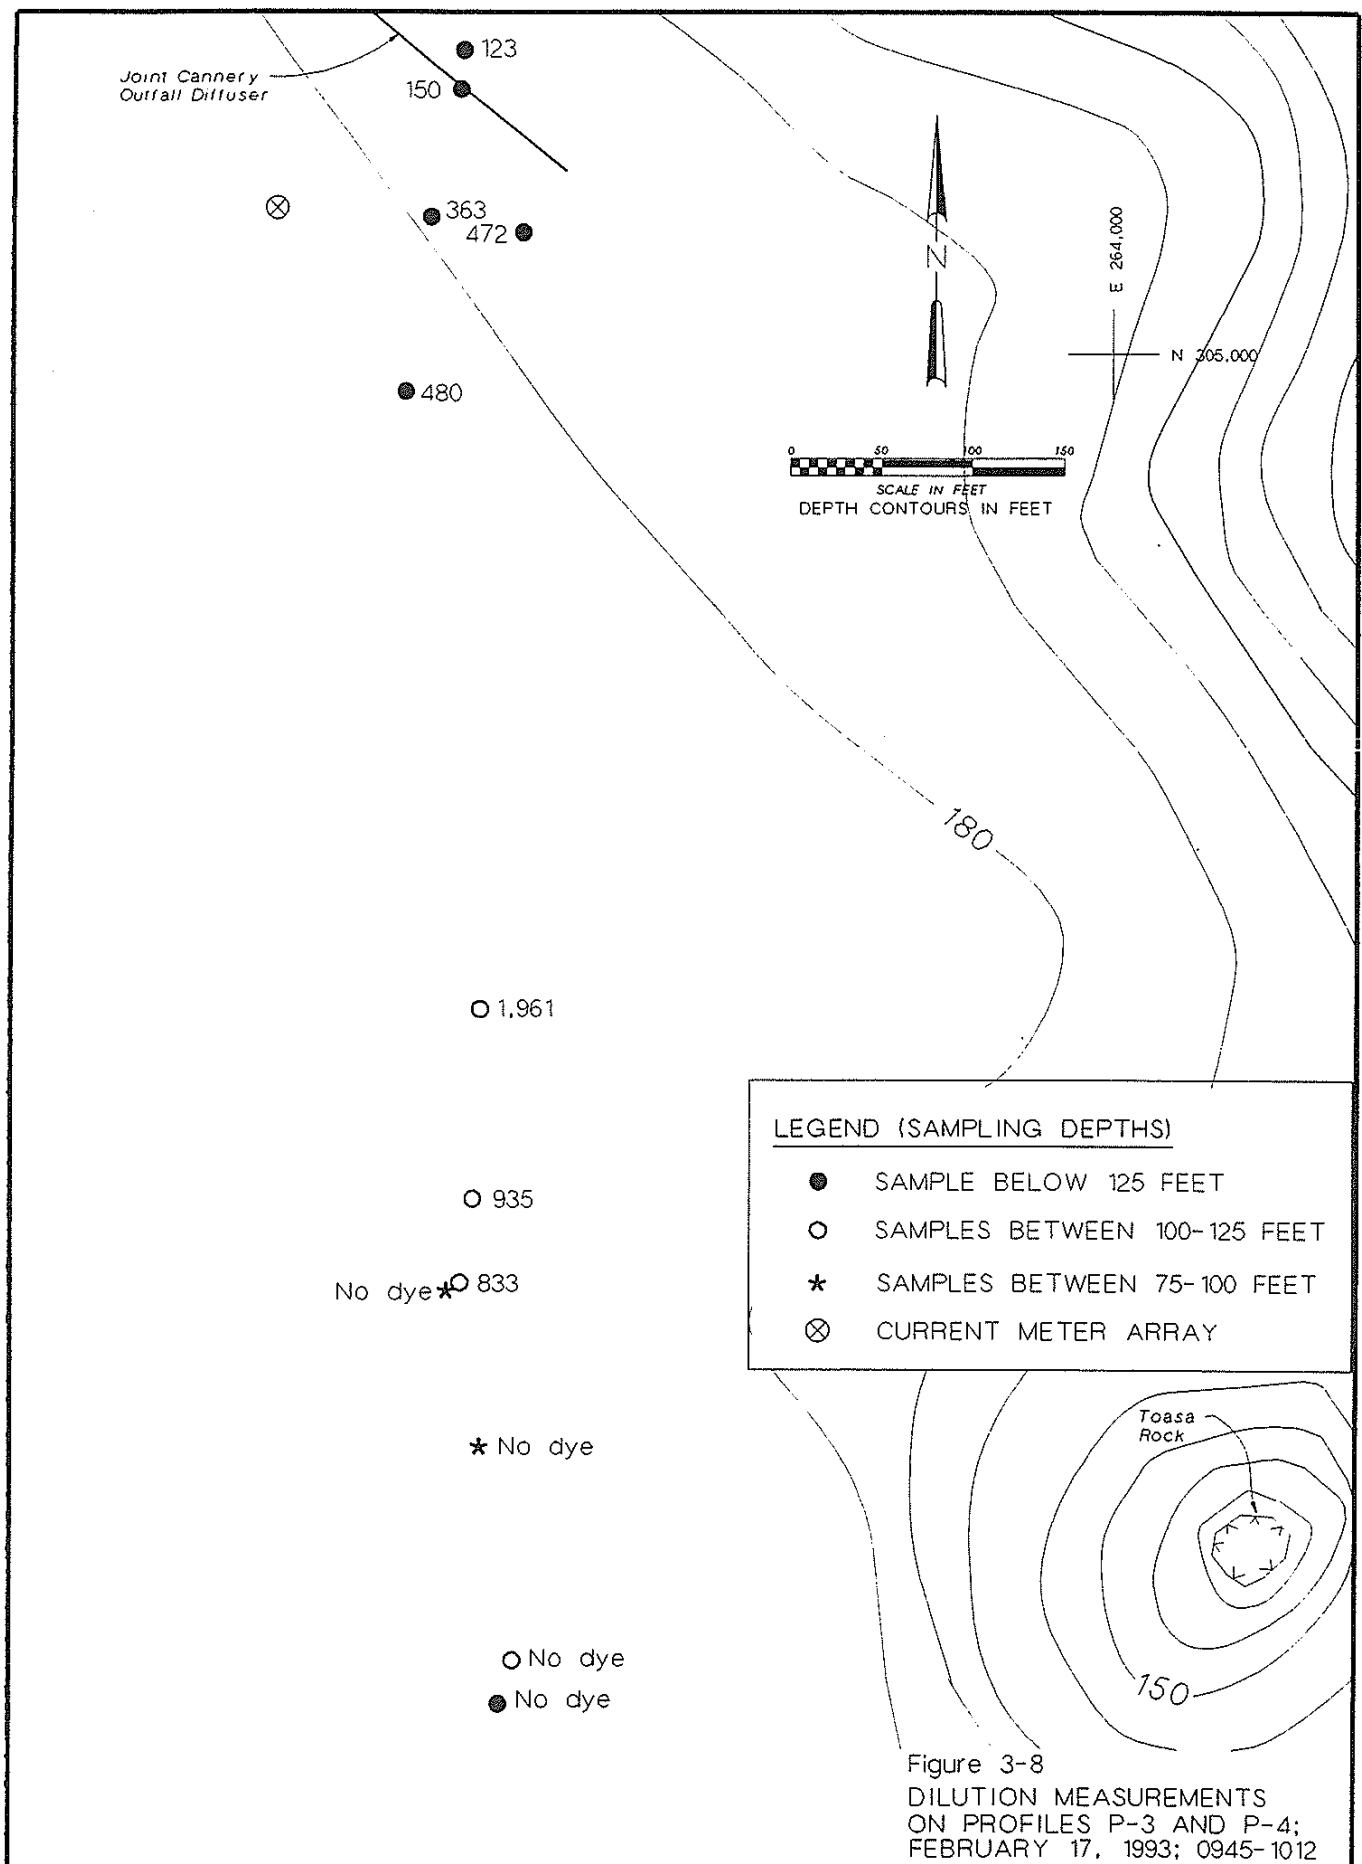 Joint Cannery
Outfall Diffuser
123
150
363
472
480
N
E 264,000
N 305,000
0 50 100 150
SCALE IN FEET
DEPTH CONTOURS IN FEET
180
1,961
935
No dye
833
No dye
No dye
No dye
LEGEND (SAMPLING DEPTHS)
SAMPLE BELOW 125 FEET
SAMPLES BETWEEN 100-125 FEET
SAMPLES BETWEEN 75-100 FEET
CURRENT METER ARRAY
Toasa
Rock
150
Figure 3-8
DILUTION MEASUREMENTS
ON PROFILES P-3 AND P-4;
FEBRUARY 17, 1993; 0945-1012